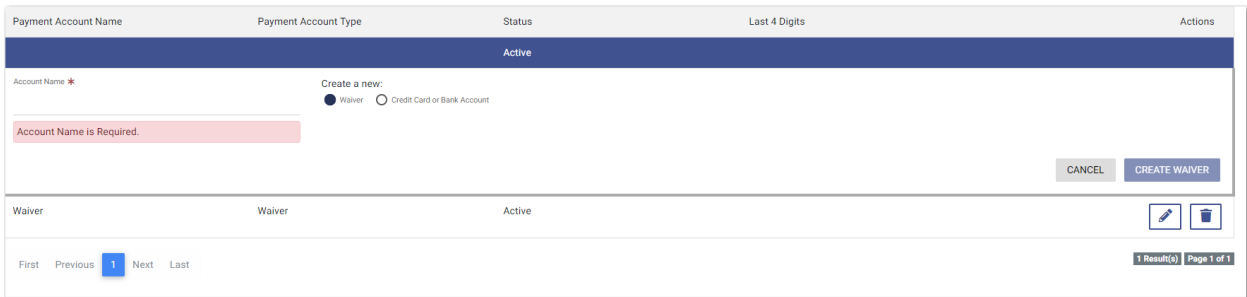 Payment Account Name Payment Account Type Status Last 4 Digits Actions
Active
Account Name *
Create a new:
Waiver Credit Card or Bank Account
Account Name is Required.
CANCEL CREATE WAIVER
Waiver Waiver Active
First Previous 1 Next Last
1 Result(s) Page 1 of 1